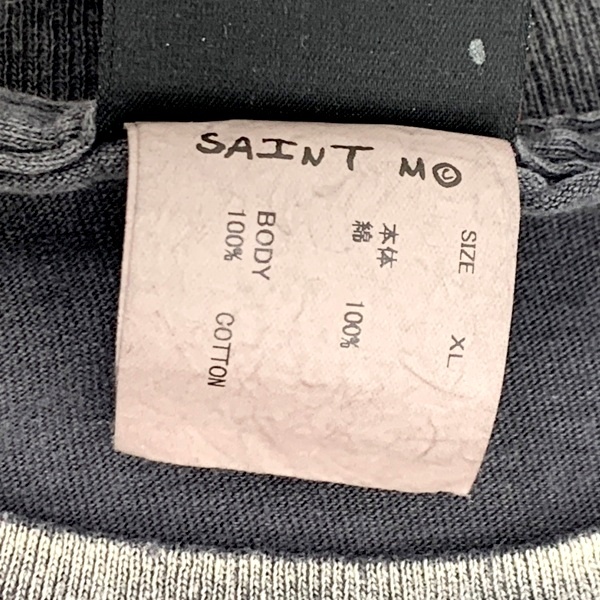 SAINT M☺
SIZE XL
本体
綿 100%
BODY
100% COTTON